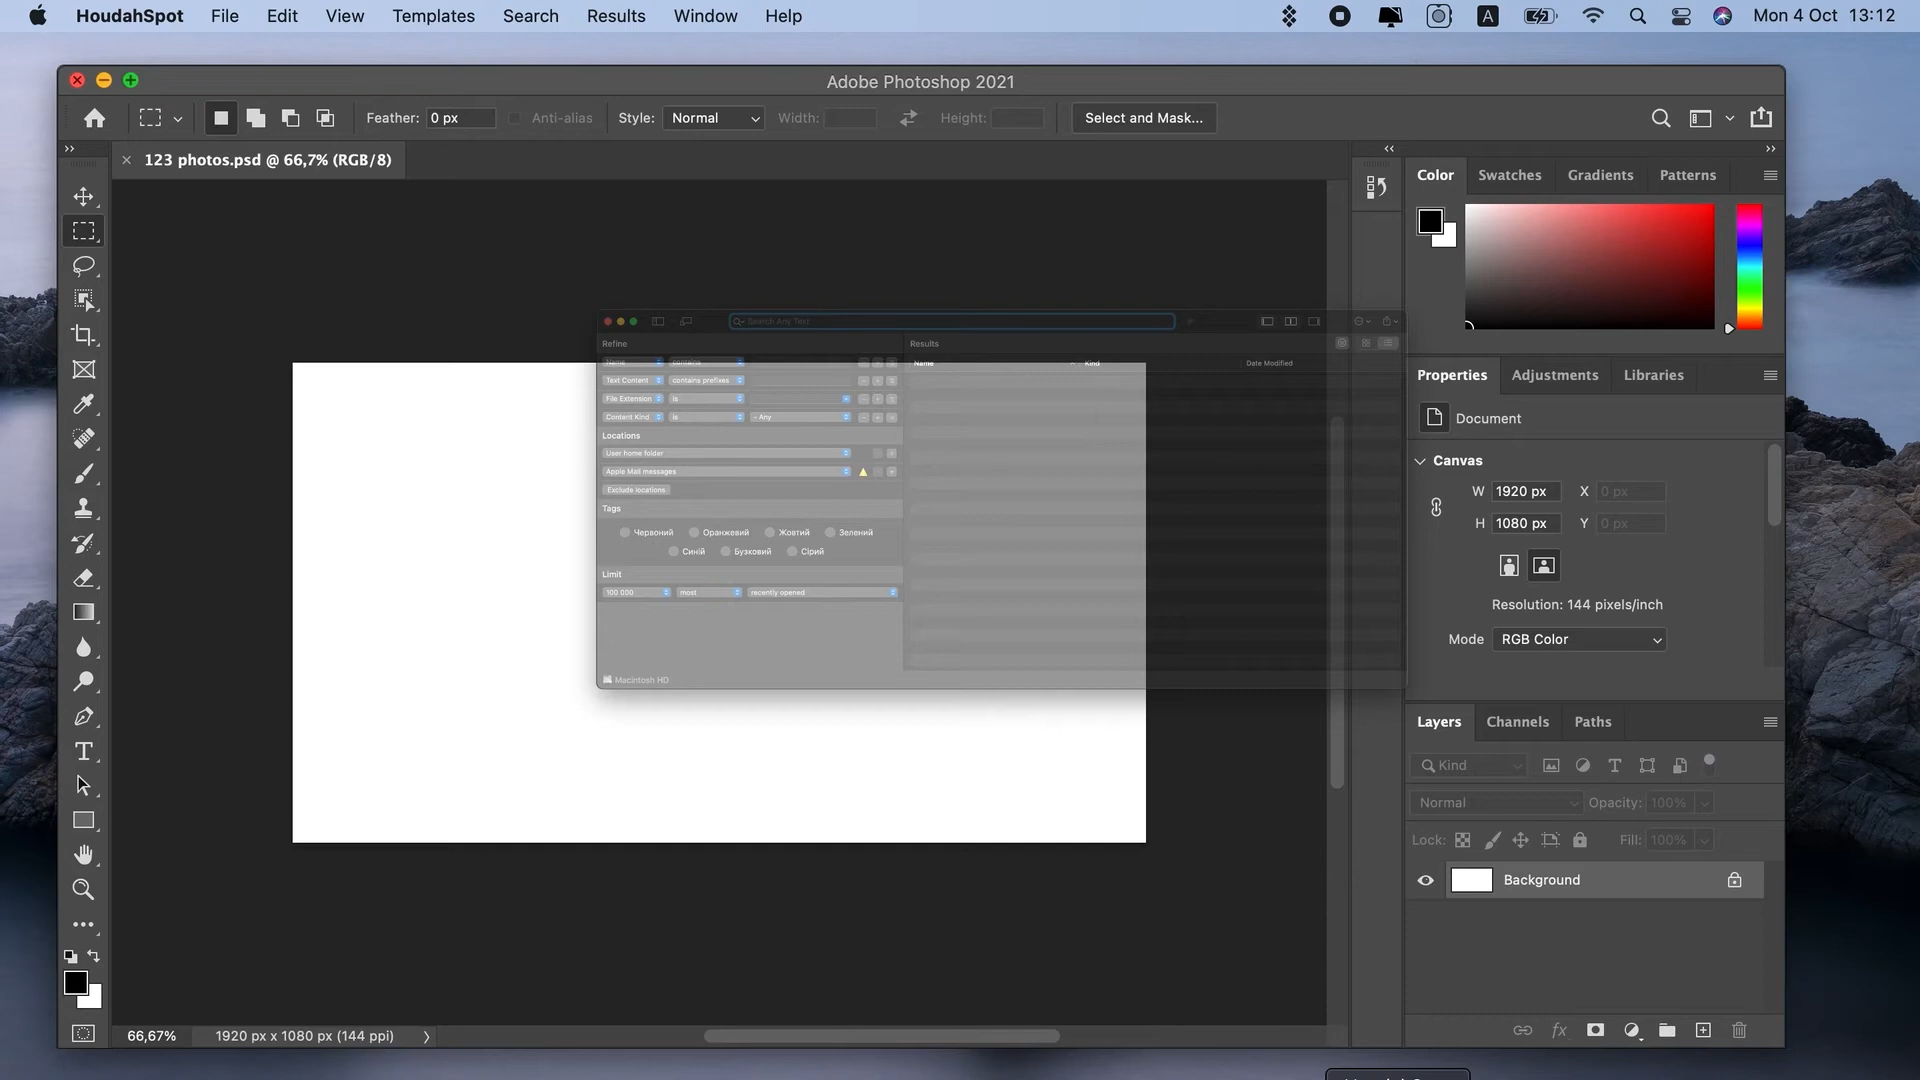 HoudahSpot File Edit View Templates Search Results Window Help A Mon 4 Oct 13:12
Adobe Photoshop 2021
Feather: 0 px Anti-alias Style: Normal Width: Height: Select and Mask...
123 photos.psd @ 66,7% (RGB/8)
Color Swatches Gradients Patterns
Search Any Text
Refine Results
Name contains Name Kind Date Modified
Text Content contains prefixes
File Extension is
Content Kind is - Any
Locations
User home folder
Apple Mail messages
Exclude locations
Tags
Червоний Оранжевий Жовтий Зелений
Синій Бузковий Сірий
Limit
100 000 most recently opened
Macintosh HD
Properties Adjustments Libraries
Document
Canvas
W 1920 px X 0 px
H 1080 px Y 0 px
Resolution: 144 pixels/inch
Mode RGB Color
Layers Channels Paths
Kind
Normal Opacity: 100%
Lock: Fill: 100%
Background
fx
66,67% 1920 px x 1080 px (144 ppi)